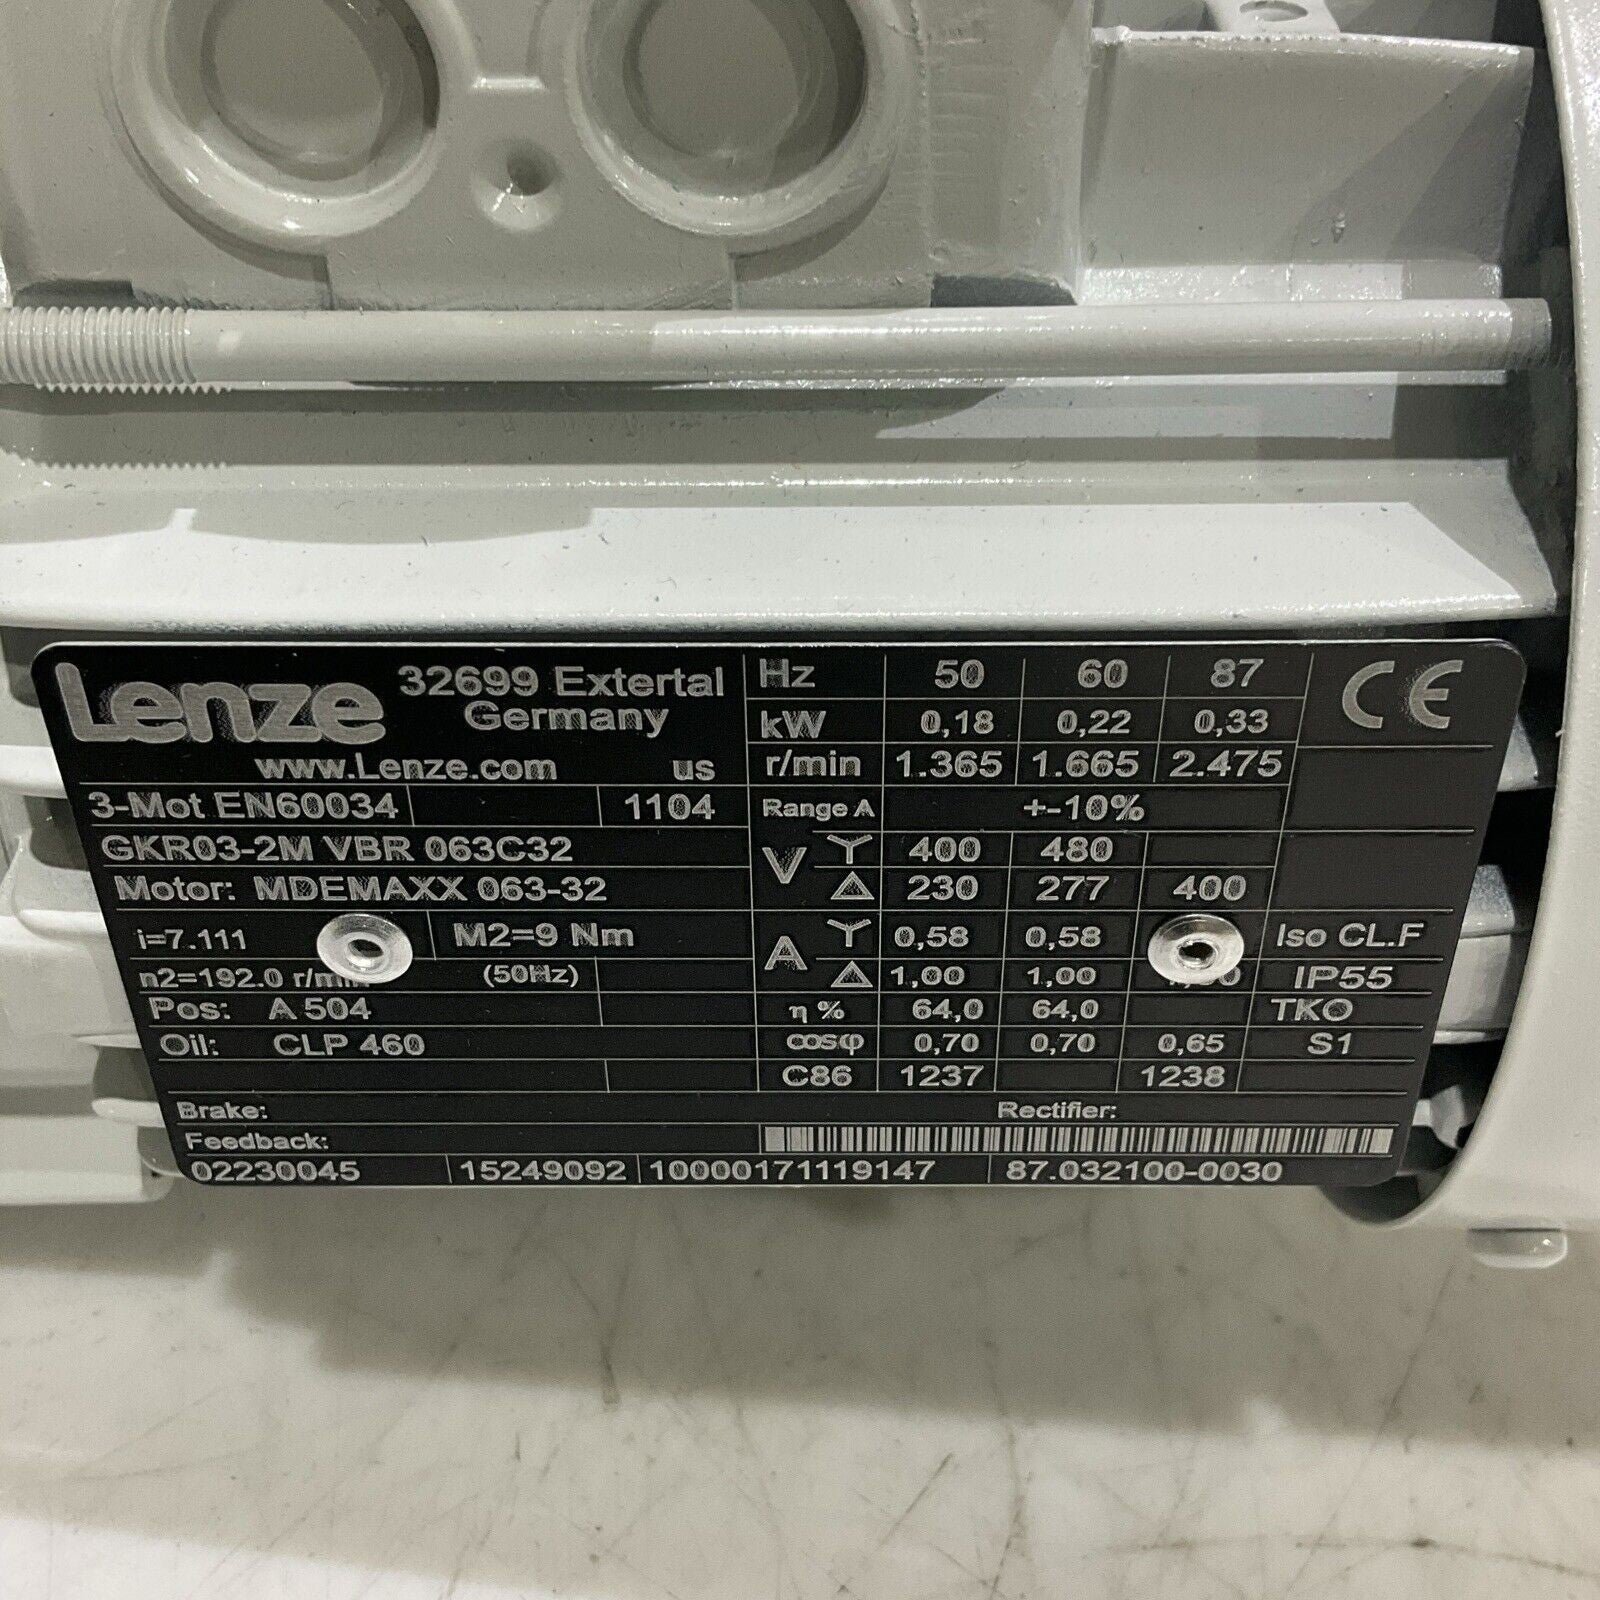 Lenze 32699 Extertal Hz 50 60 87 CE
Germany kW 0,18 0,22 0,33
www.Lenze.com us r/min 1.365 1.665 2.475
3-Mot EN60034 1104 Range A +-10%
GKR03-2M VBR 063C32 V Y 400 480
Motor: MDEMAXX 063-32 △ 230 277 400
i=7.111 M2=9 Nm A Y 0,58 0,58 Iso CL.F
n2=192.0 (50Hz) △ 1,00 1,00 IP55
Pos: A 504 η % 64,0 64,0 TKO
Oil: CLP 460 cosφ 0,70 0,70 0,65 S1
C86 1237 1238
Brake: Rectifier:
Feedback:
02230045 15249092 10000171119147 87.032100-0030